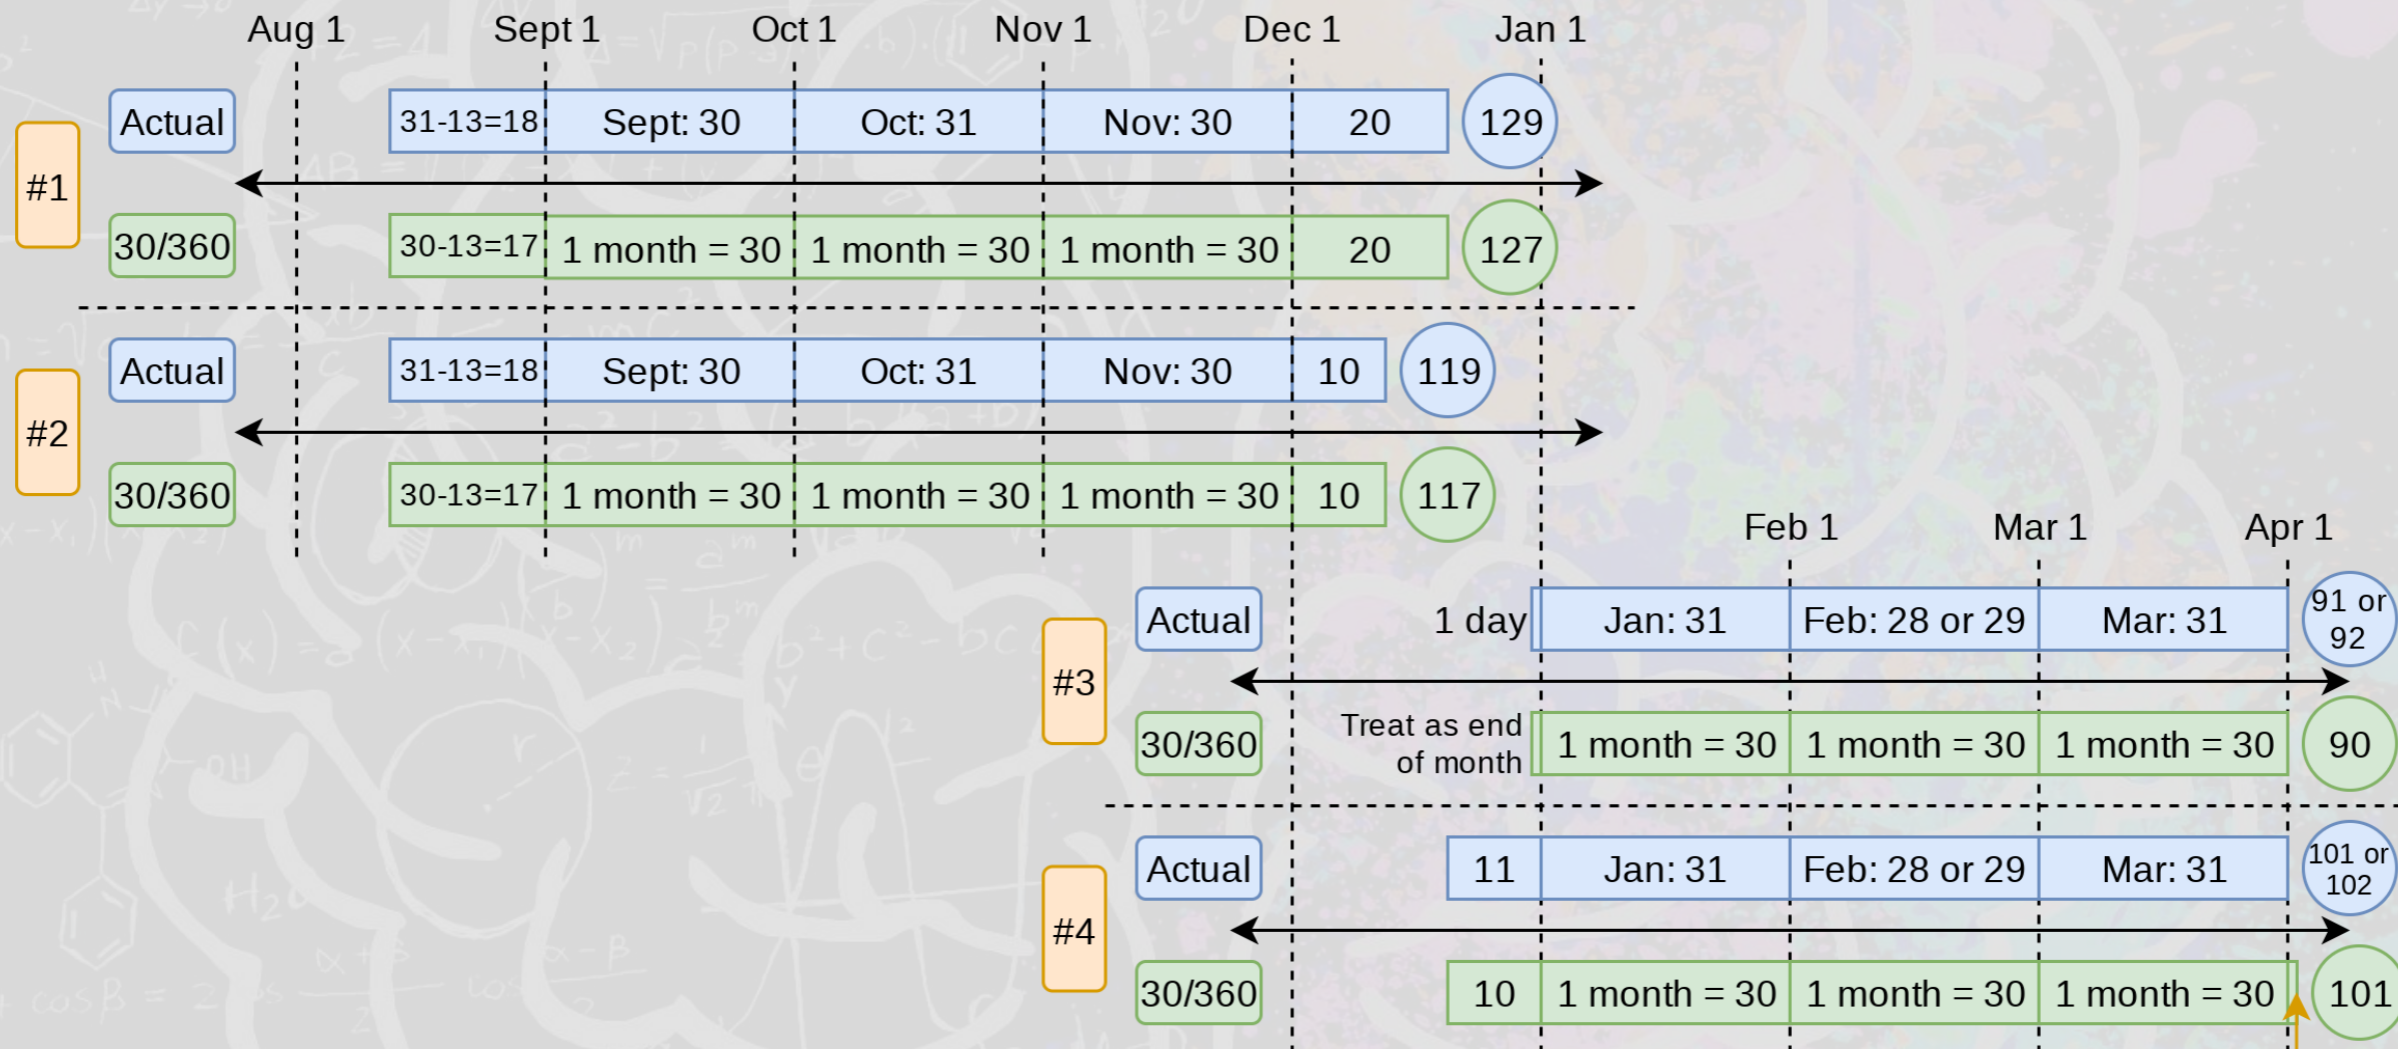 Aug 1 Sept 1 Oct 1 Nov 1 Dec 1 Jan 1
#1
Actual 31-13=18 Sept: 30 Oct: 31 Nov: 30 20 129
30/360 30-13=17 1 month = 30 1 month = 30 1 month = 30 20 127
#2
Actual 31-13=18 Sept: 30 Oct: 31 Nov: 30 10 119
30/360 30-13=17 1 month = 30 1 month = 30 1 month = 30 10 117
Feb 1 Mar 1 Apr 1
#3
Actual 1 day Jan: 31 Feb: 28 or 29 Mar: 31 91 or
92
30/360 Treat as end
of month 1 month = 30 1 month = 30 1 month = 30 90
#4
Actual 11 Jan: 31 Feb: 28 or 29 Mar: 31 101 or
102
30/360 10 1 month = 30 1 month = 30 1 month = 30 101